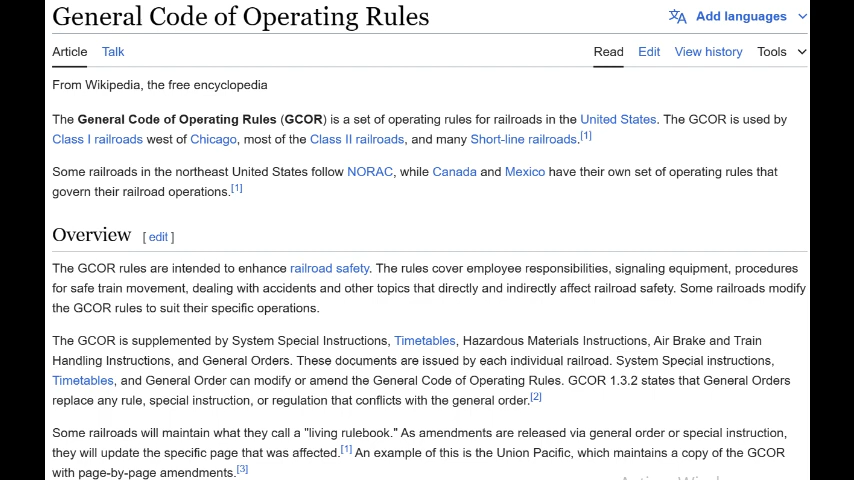 General Code of Operating Rules
Add languages
Article Talk Read Edit View history Tools
From Wikipedia, the free encyclopedia
The General Code of Operating Rules (GCOR) is a set of operating rules for railroads in the United States. The GCOR is used by
Class I railroads west of Chicago, most of the Class II railroads, and many Short-line railroads.[1]
Some railroads in the northeast United States follow NORAC, while Canada and Mexico have their own set of operating rules that
govern their railroad operations.[1]
Overview [ edit ]
The GCOR rules are intended to enhance railroad safety. The rules cover employee responsibilities, signaling equipment, procedures
for safe train movement, dealing with accidents and other topics that directly and indirectly affect railroad safety. Some railroads modify
the GCOR rules to suit their specific operations.
The GCOR is supplemented by System Special Instructions, Timetables, Hazardous Materials Instructions, Air Brake and Train
Handling Instructions, and General Orders. These documents are issued by each individual railroad. System Special instructions,
Timetables, and General Order can modify or amend the General Code of Operating Rules. GCOR 1.3.2 states that General Orders
replace any rule, special instruction, or regulation that conflicts with the general order.[2]
Some railroads will maintain what they call a "living rulebook." As amendments are released via general order or special instruction,
they will update the specific page that was affected.[1] An example of this is the Union Pacific, which maintains a copy of the GCOR
with page-by-page amendments.[3]